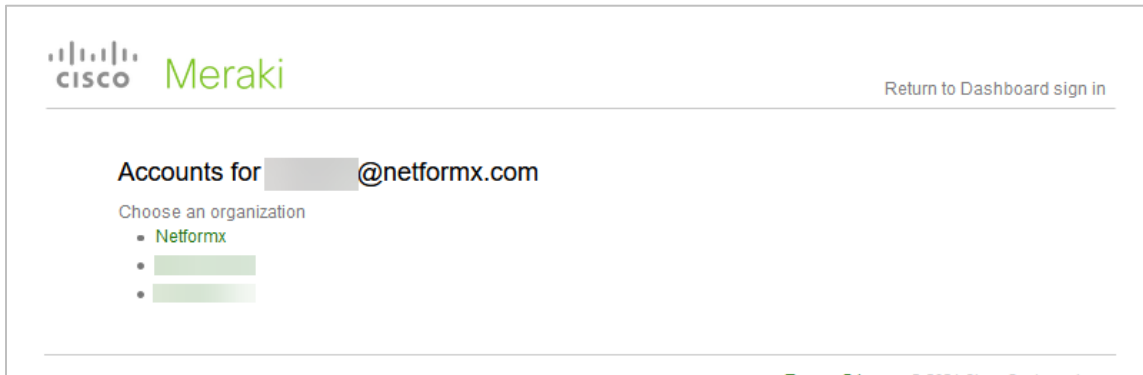 cisco Meraki
Return to Dashboard sign in
Accounts for @netformx.com
Choose an organization
Netformx